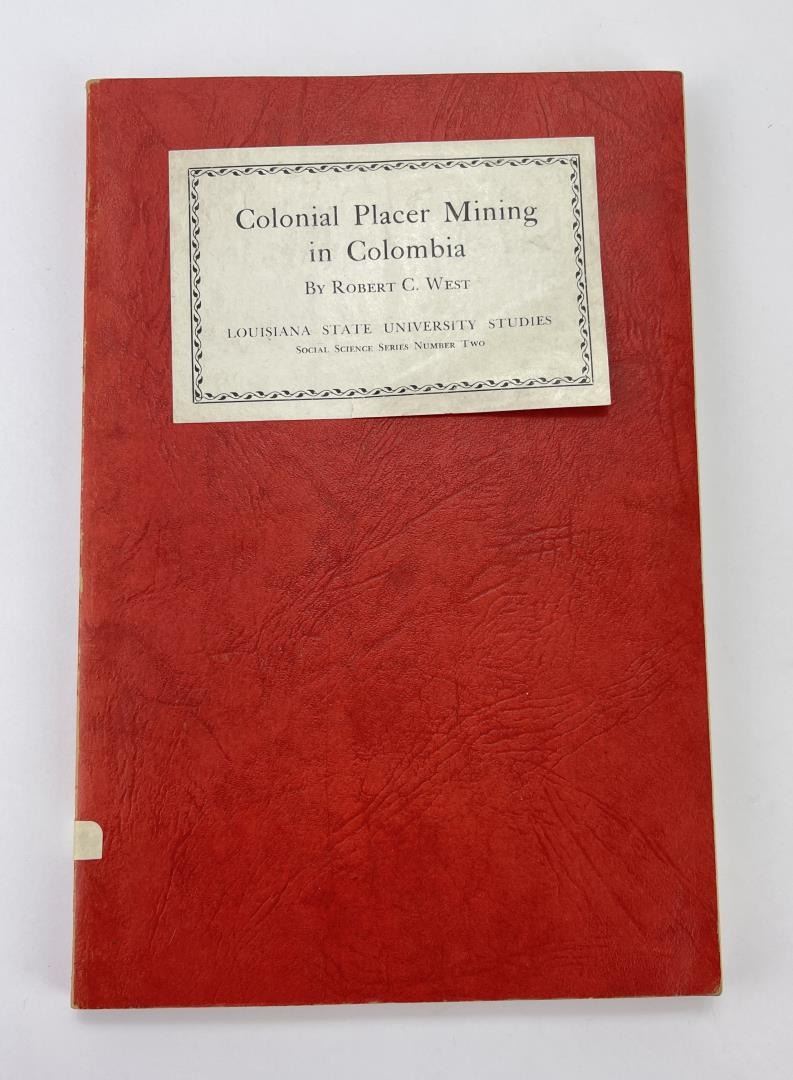 Colonial Placer Mining
in Colombia
By Robert C. West
LOUISIANA STATE UNIVERSITY STUDIES
Social Science Series Number Two